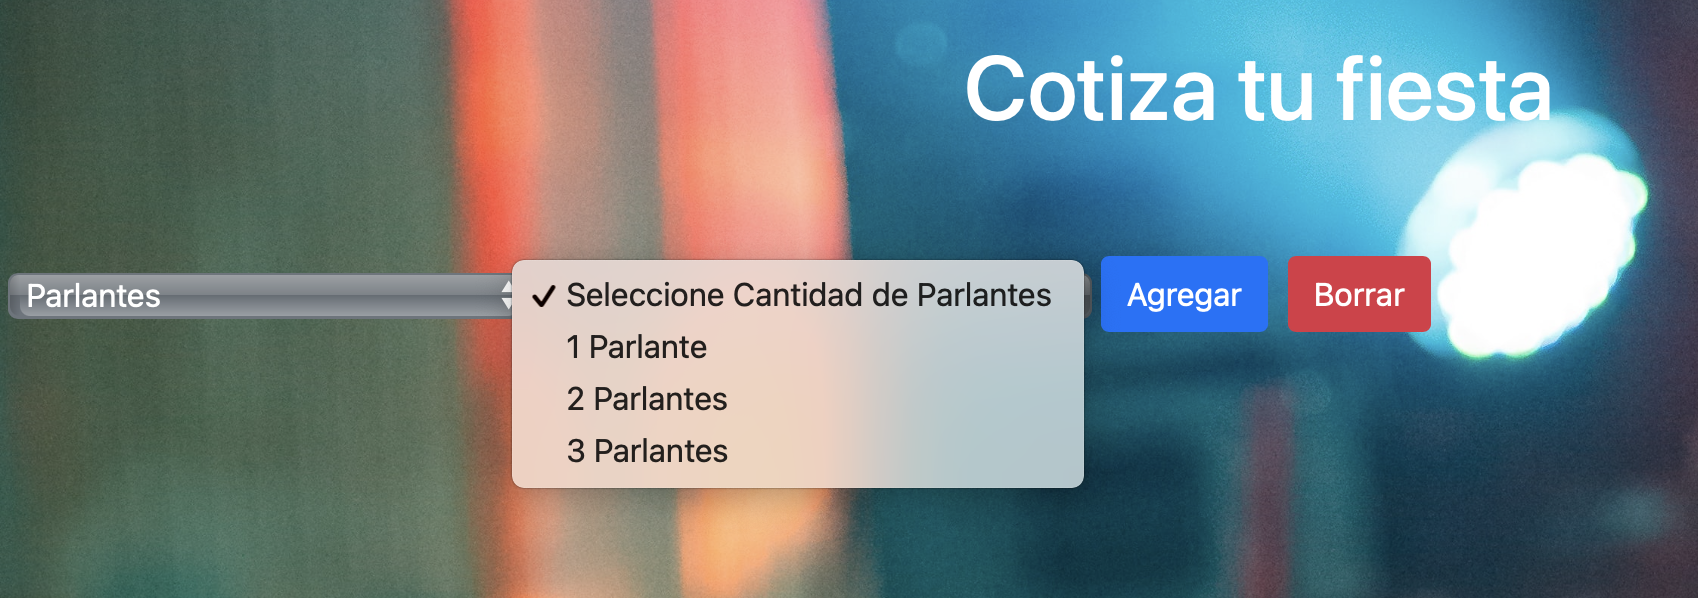 Cotiza tu fiesta
Parlantes
✓ Seleccione Cantidad de Parlantes
1 Parlante
2 Parlantes
3 Parlantes
Agregar
Borrar